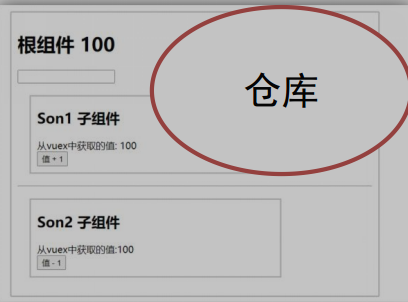 根组件 100
仓库
Son1 子组件
从vuex中获取的值: 100
值 + 1
Son2 子组件
从vuex中获取的值:100
值 - 1